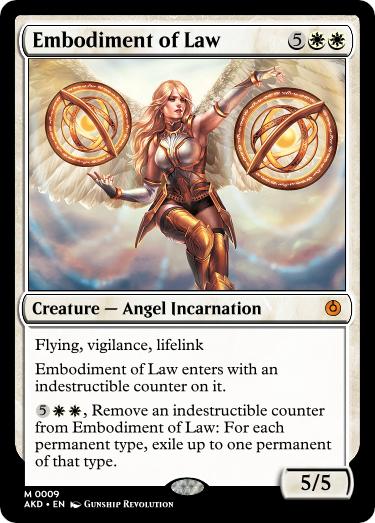 Embodiment of Law 5
Creature — Angel Incarnation
Flying, vigilance, lifelink
Embodiment of Law enters with an
indestructible counter on it.
5, Remove an indestructible counter
from Embodiment of Law: For each
permanent type, exile up to one permanent
of that type.
5/5
M 0009
AKD • EN Gunship Revolution